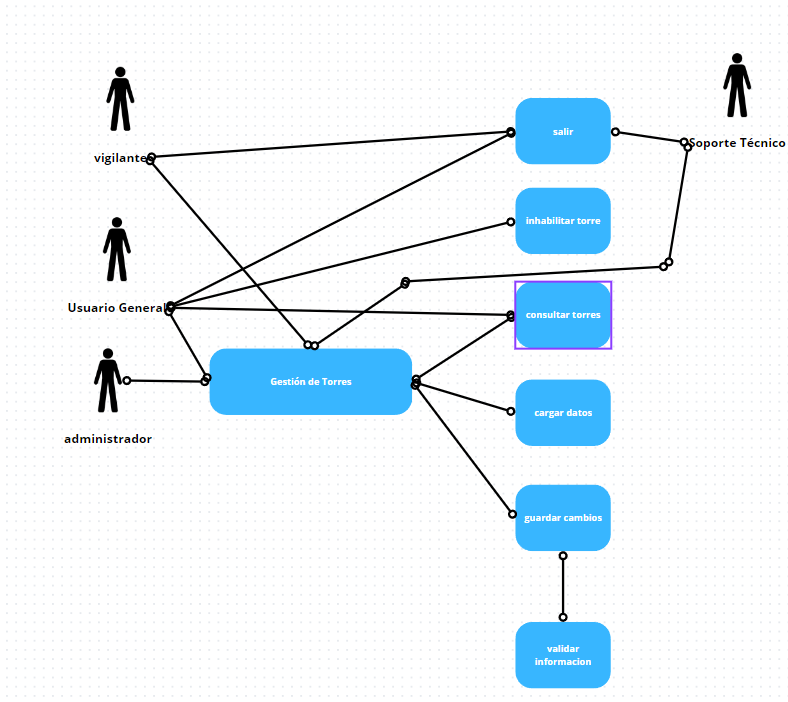 salir
Soporte Técnico
vigilante
inhabilitar torre
Usuario General
consultar torres
Gestión de Torres
cargar datos
administrador
guardar cambios
validar
informacion